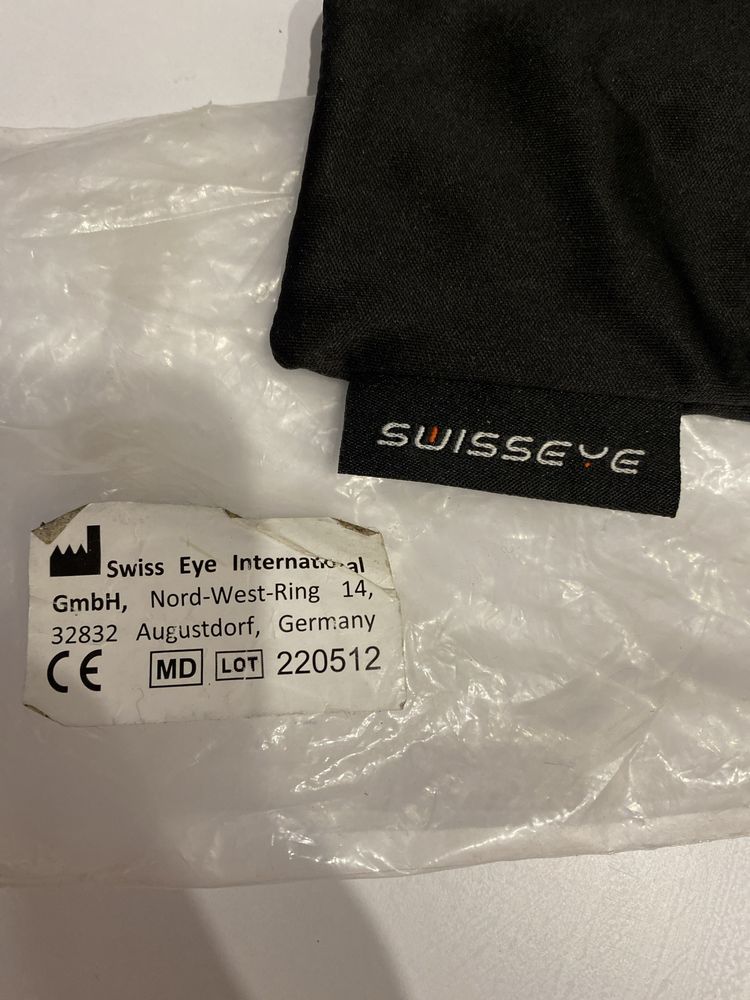 SWISSEYE
Swiss Eye International
GmbH, Nord-West-Ring 14,
32832 Augustdorf, Germany
CE MD LOT 220512